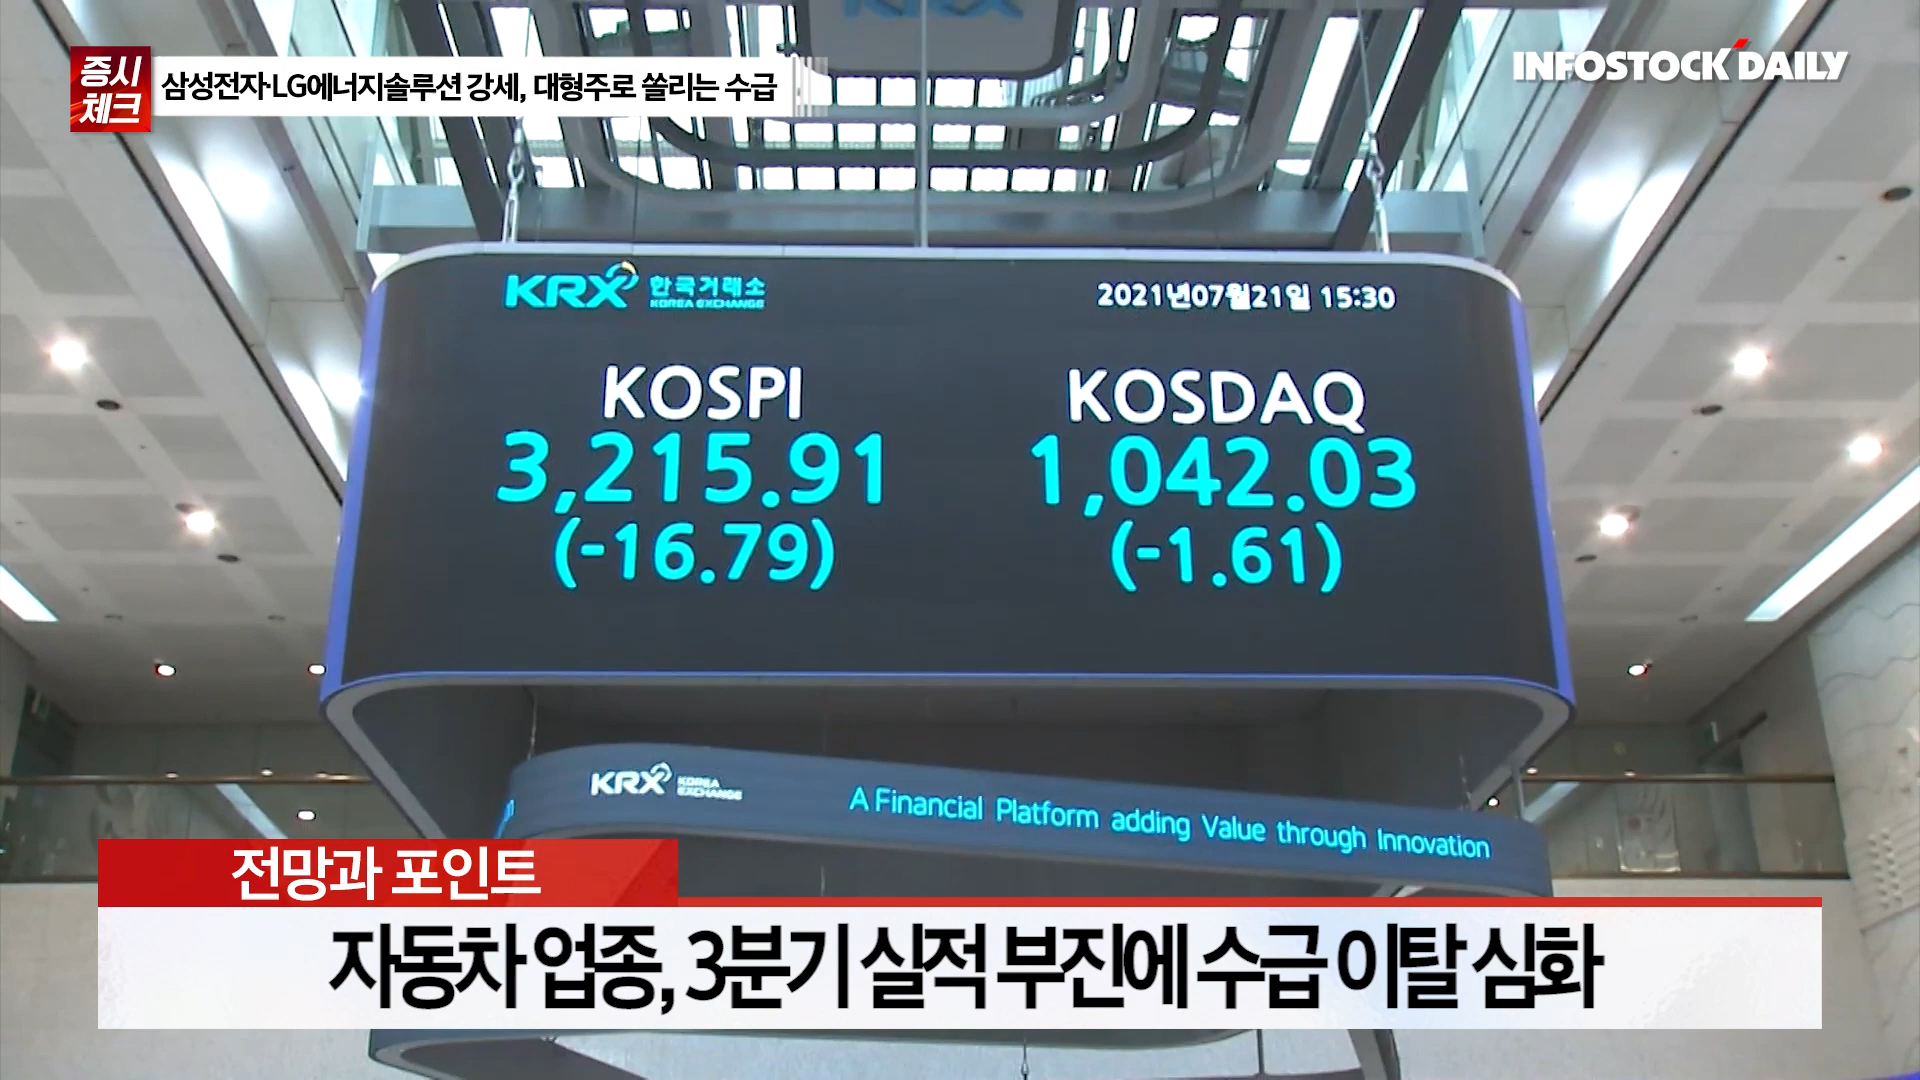 KRX
증시
체크
삼성전자·LG에너지솔루션 강세, 대형주로 쏠리는 수급
INFOSTOCK DAILY
KRX 한국거래소
KOREA EXCHANGE
2021년07월21일 15:30
KOSPI
3,215.91
(-16.79)
KOSDAQ
1,042.03
(-1.61)
KRX KOREA
EXCHANGE
A Financial Platform adding Value through Innovation
전망과 포인트
자동차 업종, 3분기 실적 부진에 수급 이탈 심화